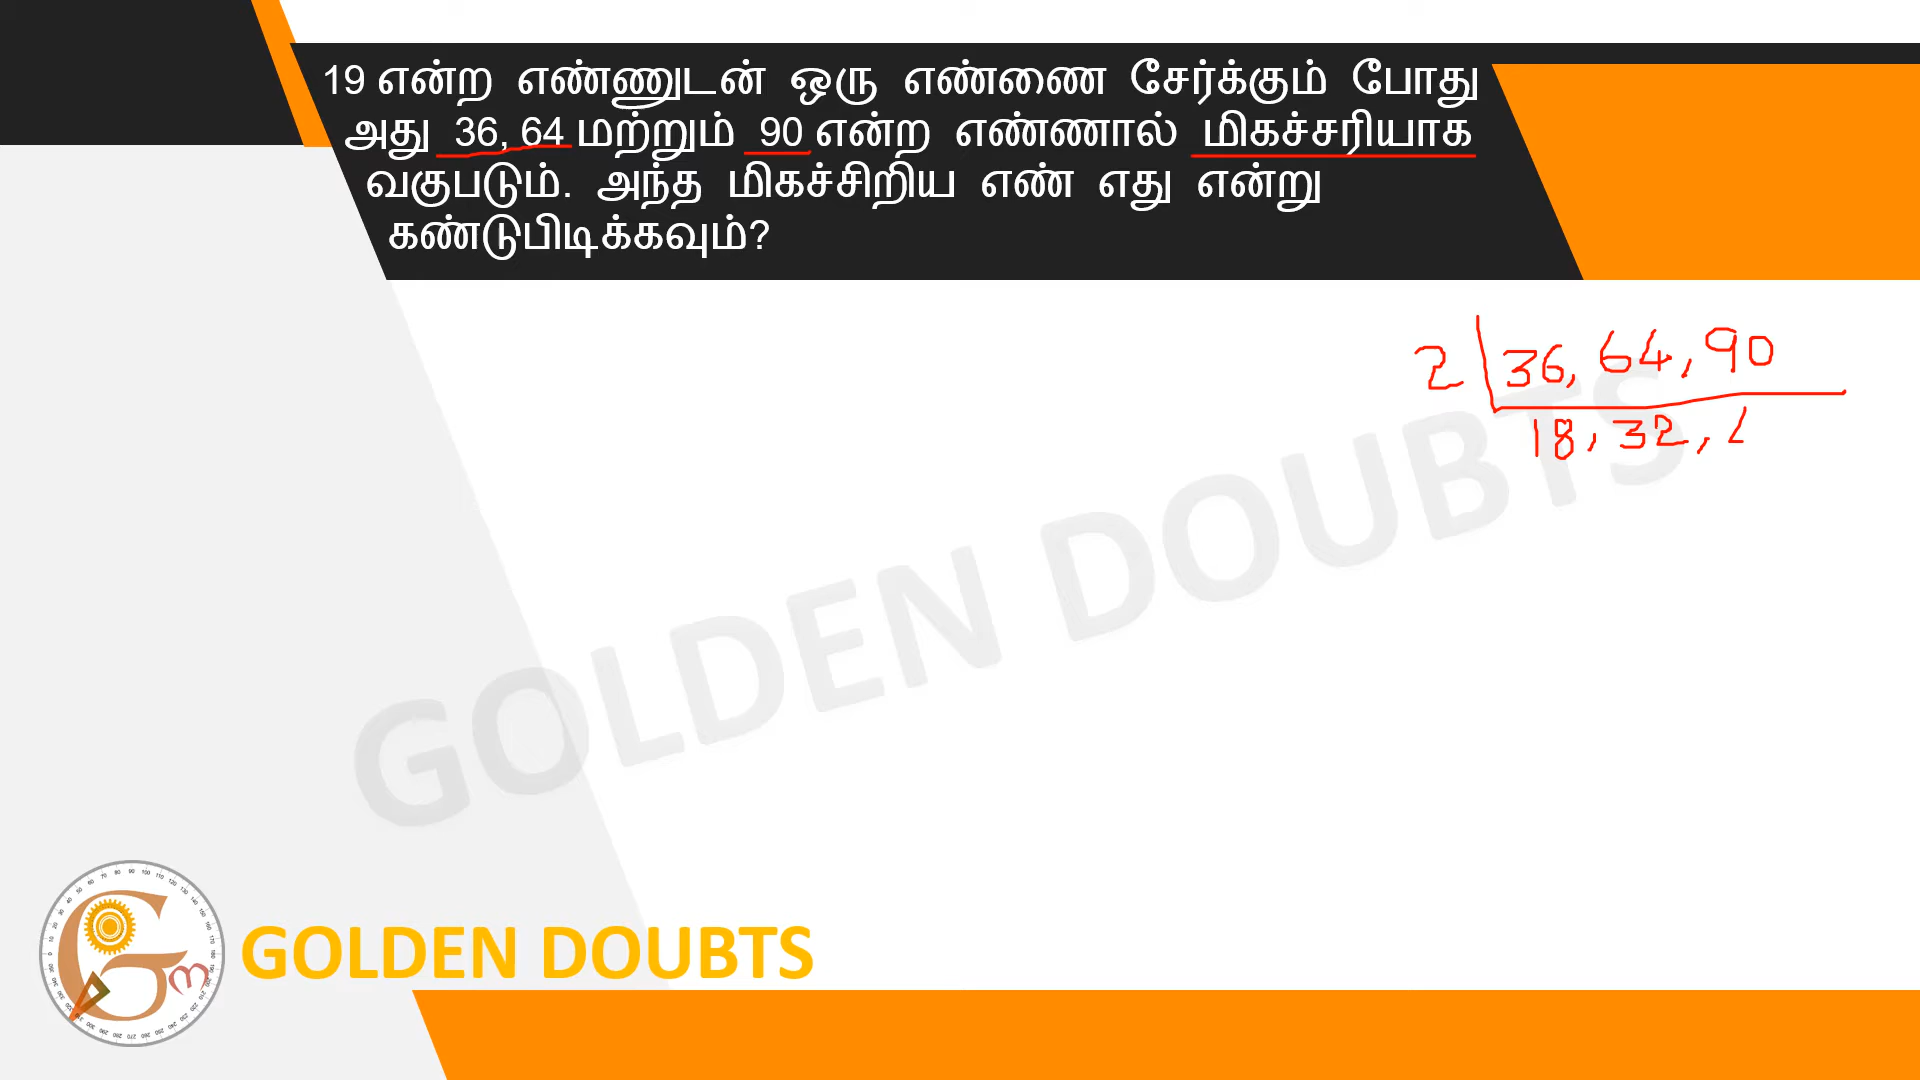 19 என்ற எண்ணுடன் ஒரு எண்ணை சேர்க்கும் போது
அது 36, 64 மற்றும் 90 என்ற எண்ணால் மிகச்சரியாக
வகுபடும். அந்த மிகச்சிறிய எண் எது என்று
கண்டுபிடிக்கவும்?
2 36, 64, 90
18, 32,
GOLDEN DOUBTS
GOLDEN DOUBTS